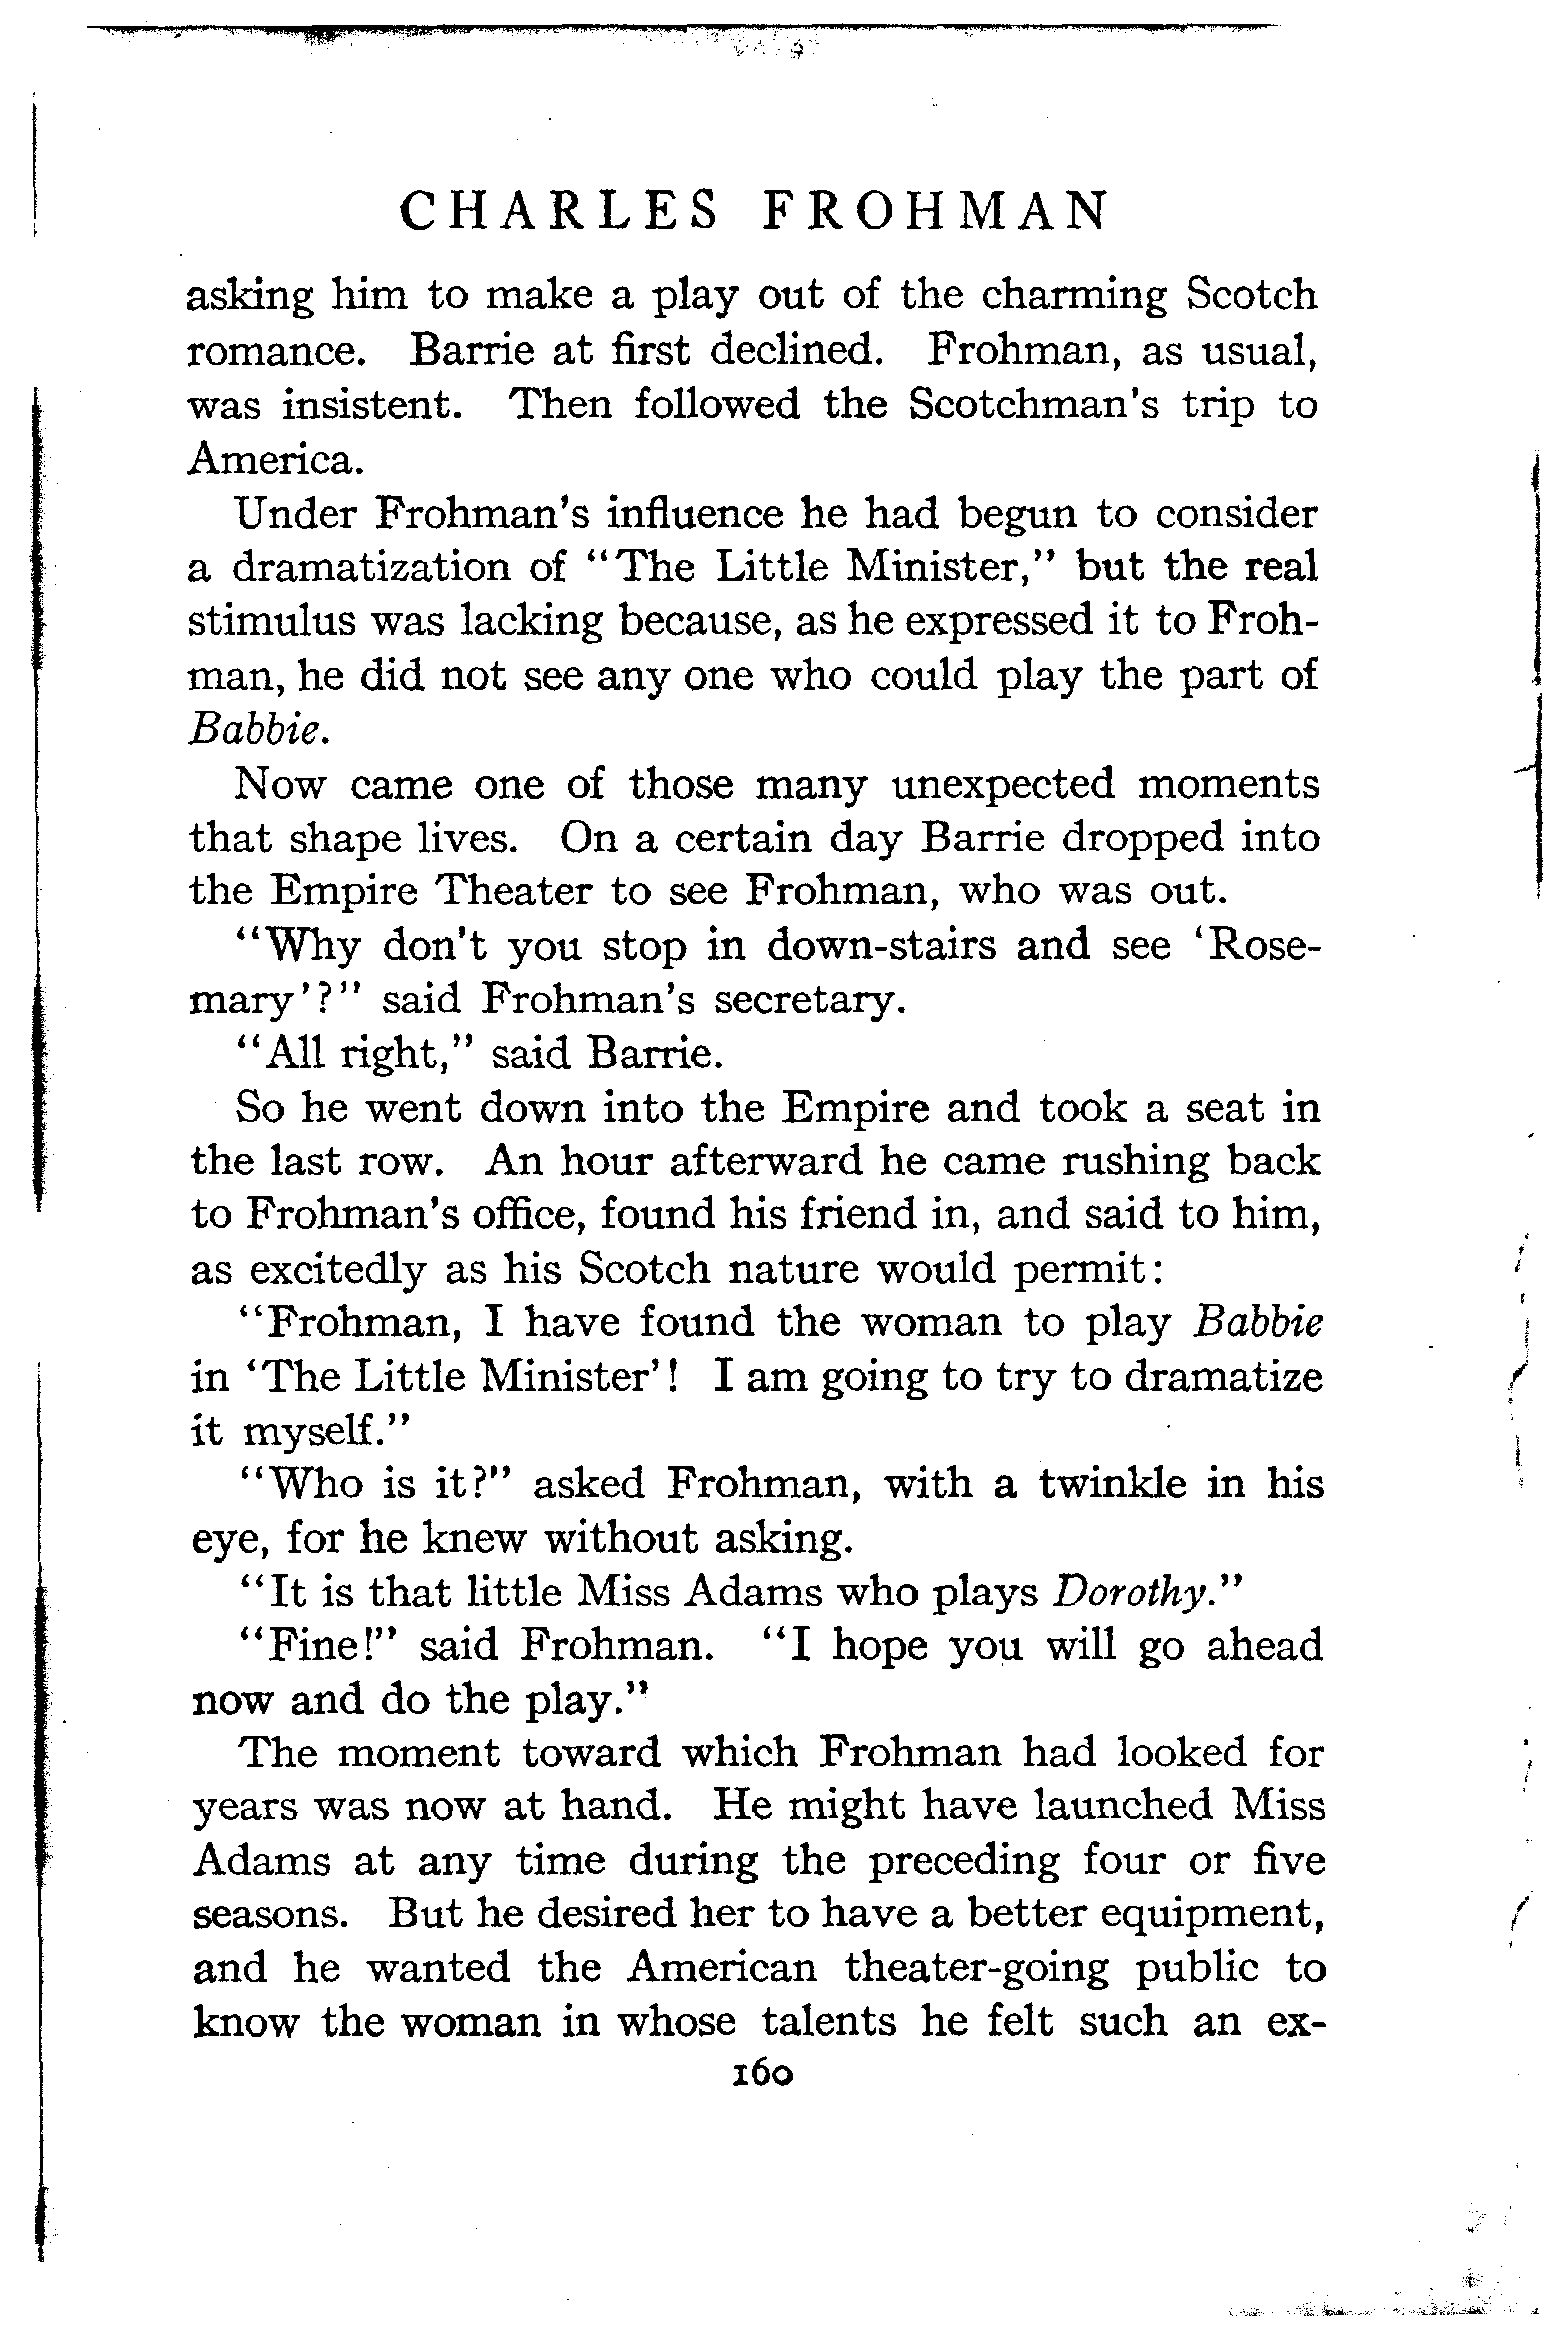 CHARLES FROHMAN
asking him to make a play out of the charming Scotch
romance. Barrie at first declined. Frohman, as usual,
was insistent. Then followed the Scotchman's trip to
America.
Under Frohman's influence he had begun to consider
a dramatization of "The Little Minister," but the real
stimulus was lacking because, as he expressed it to Froh-
man, he did not see any one who could play the part of
Babbie.
Now came one of those many unexpected moments
that shape lives. On a certain day Barrie dropped into
the Empire Theater to see Frohman, who was out.
"Why don't you stop in down-stairs and see 'Rose-
mary'?" said Frohman's secretary.
"All right," said Barrie.
So he went down into the Empire and took a seat in
the last row. An hour afterward he came rushing back
to Frohman's office, found his friend in, and said to him,
as excitedly as his Scotch nature would permit:
"Frohman, I have found the woman to play Babbie
in 'The Little Minister'! I am going to try to dramatize
it myself."
"Who is it?" asked Frohman, with a twinkle in his
eye, for he knew without asking.
"It is that little Miss Adams who plays Dorothy."
"Fine!" said Frohman. "I hope you will go ahead
now and do the play."
The moment toward which Frohman had looked for
years was now at hand. He might have launched Miss
Adams at any time during the preceding four or five
seasons. But he desired her to have a better equipment,
and he wanted the American theater-going public to
know the woman in whose talents he felt such an ex-
160